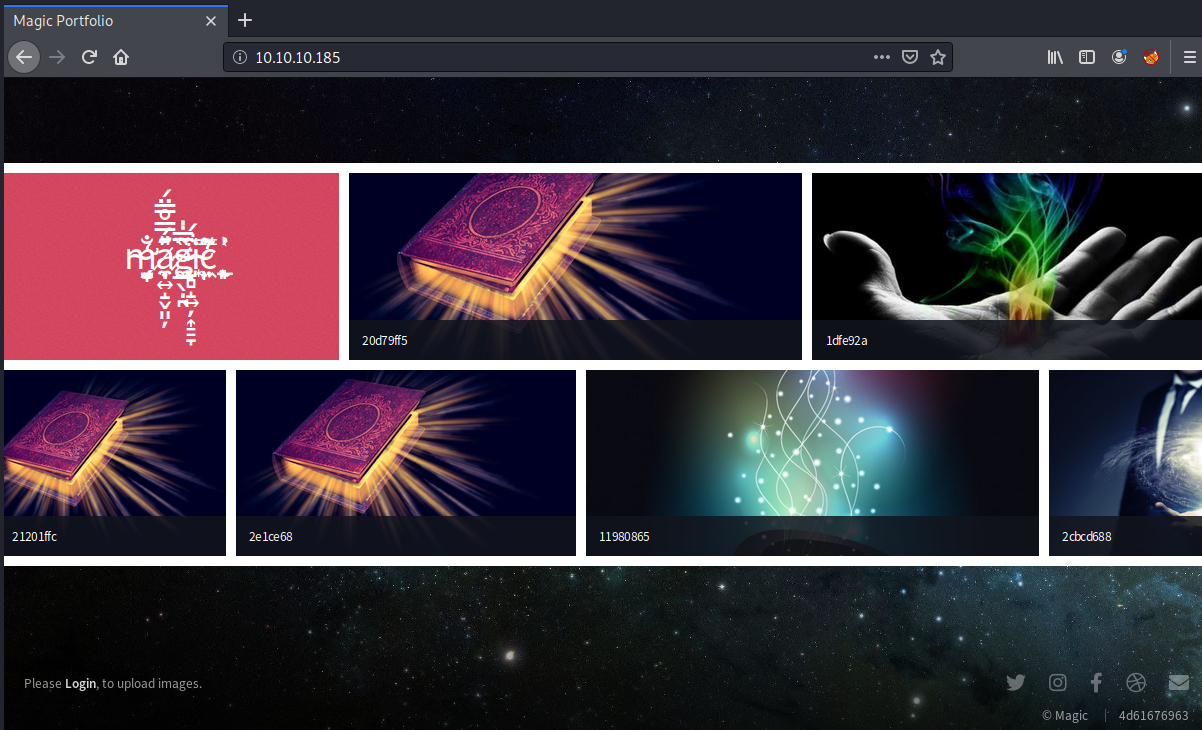 Magic Portfolio
10.10.10.185
magic
20d79ff5
1dfe92a
21201ffc
2e1ce68
11980865
2cbcd688
Please Login, to upload images.
© Magic | 4d61676963